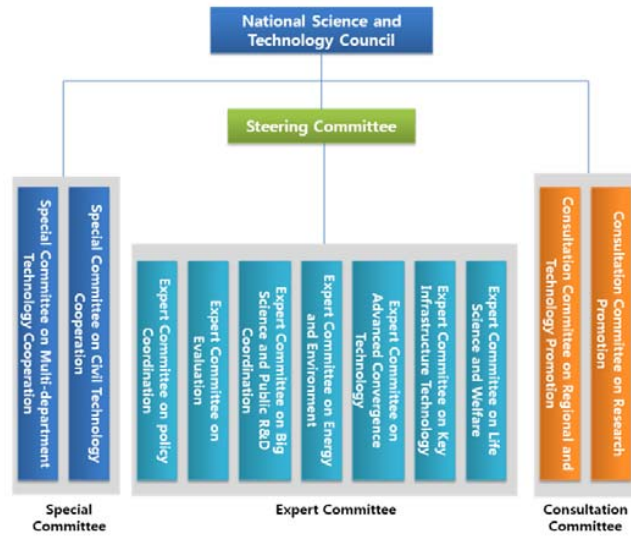 National Science and
Technology Council
Steering Committee
Special Committee on Multi-department
Technology Cooperation
Special Committee on Civil Technology
Cooperation
Expert Committee on policy
Coordination
Expert Committee on
Evaluation
Expert Committee on Big
Science and Public R&D
Coordination
Expert Committee on Energy
and Environment
Expert Committee on
Advanced Convergence
Technology
Expert Committee on Key
Infrastructure Technology
Expert Committee on Life
Science and Welfare
Consultation Committee on Regional and
Technology Promotion
Consultation Committee on Research
Promotion
Special
Committee
Expert Committee
Consultation
Committee